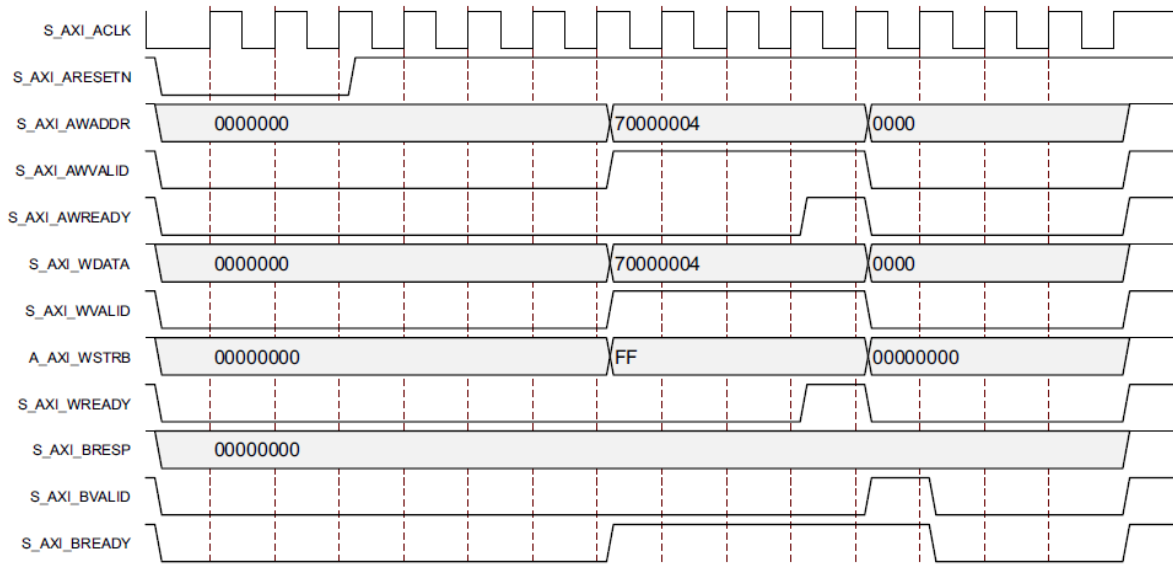 S_AXI_ACLK
S_AXI_ARESETN
S_AXI_AWADDR 0000000 70000004 0000
S_AXI_AWVALID
S_AXI_AWREADY
S_AXI_WDATA 0000000 70000004 0000
S_AXI_WVALID
A_AXI_WSTRB 00000000 FF 00000000
S_AXI_WREADY
S_AXI_BRESP 00000000
S_AXI_BVALID
S_AXI_BREADY